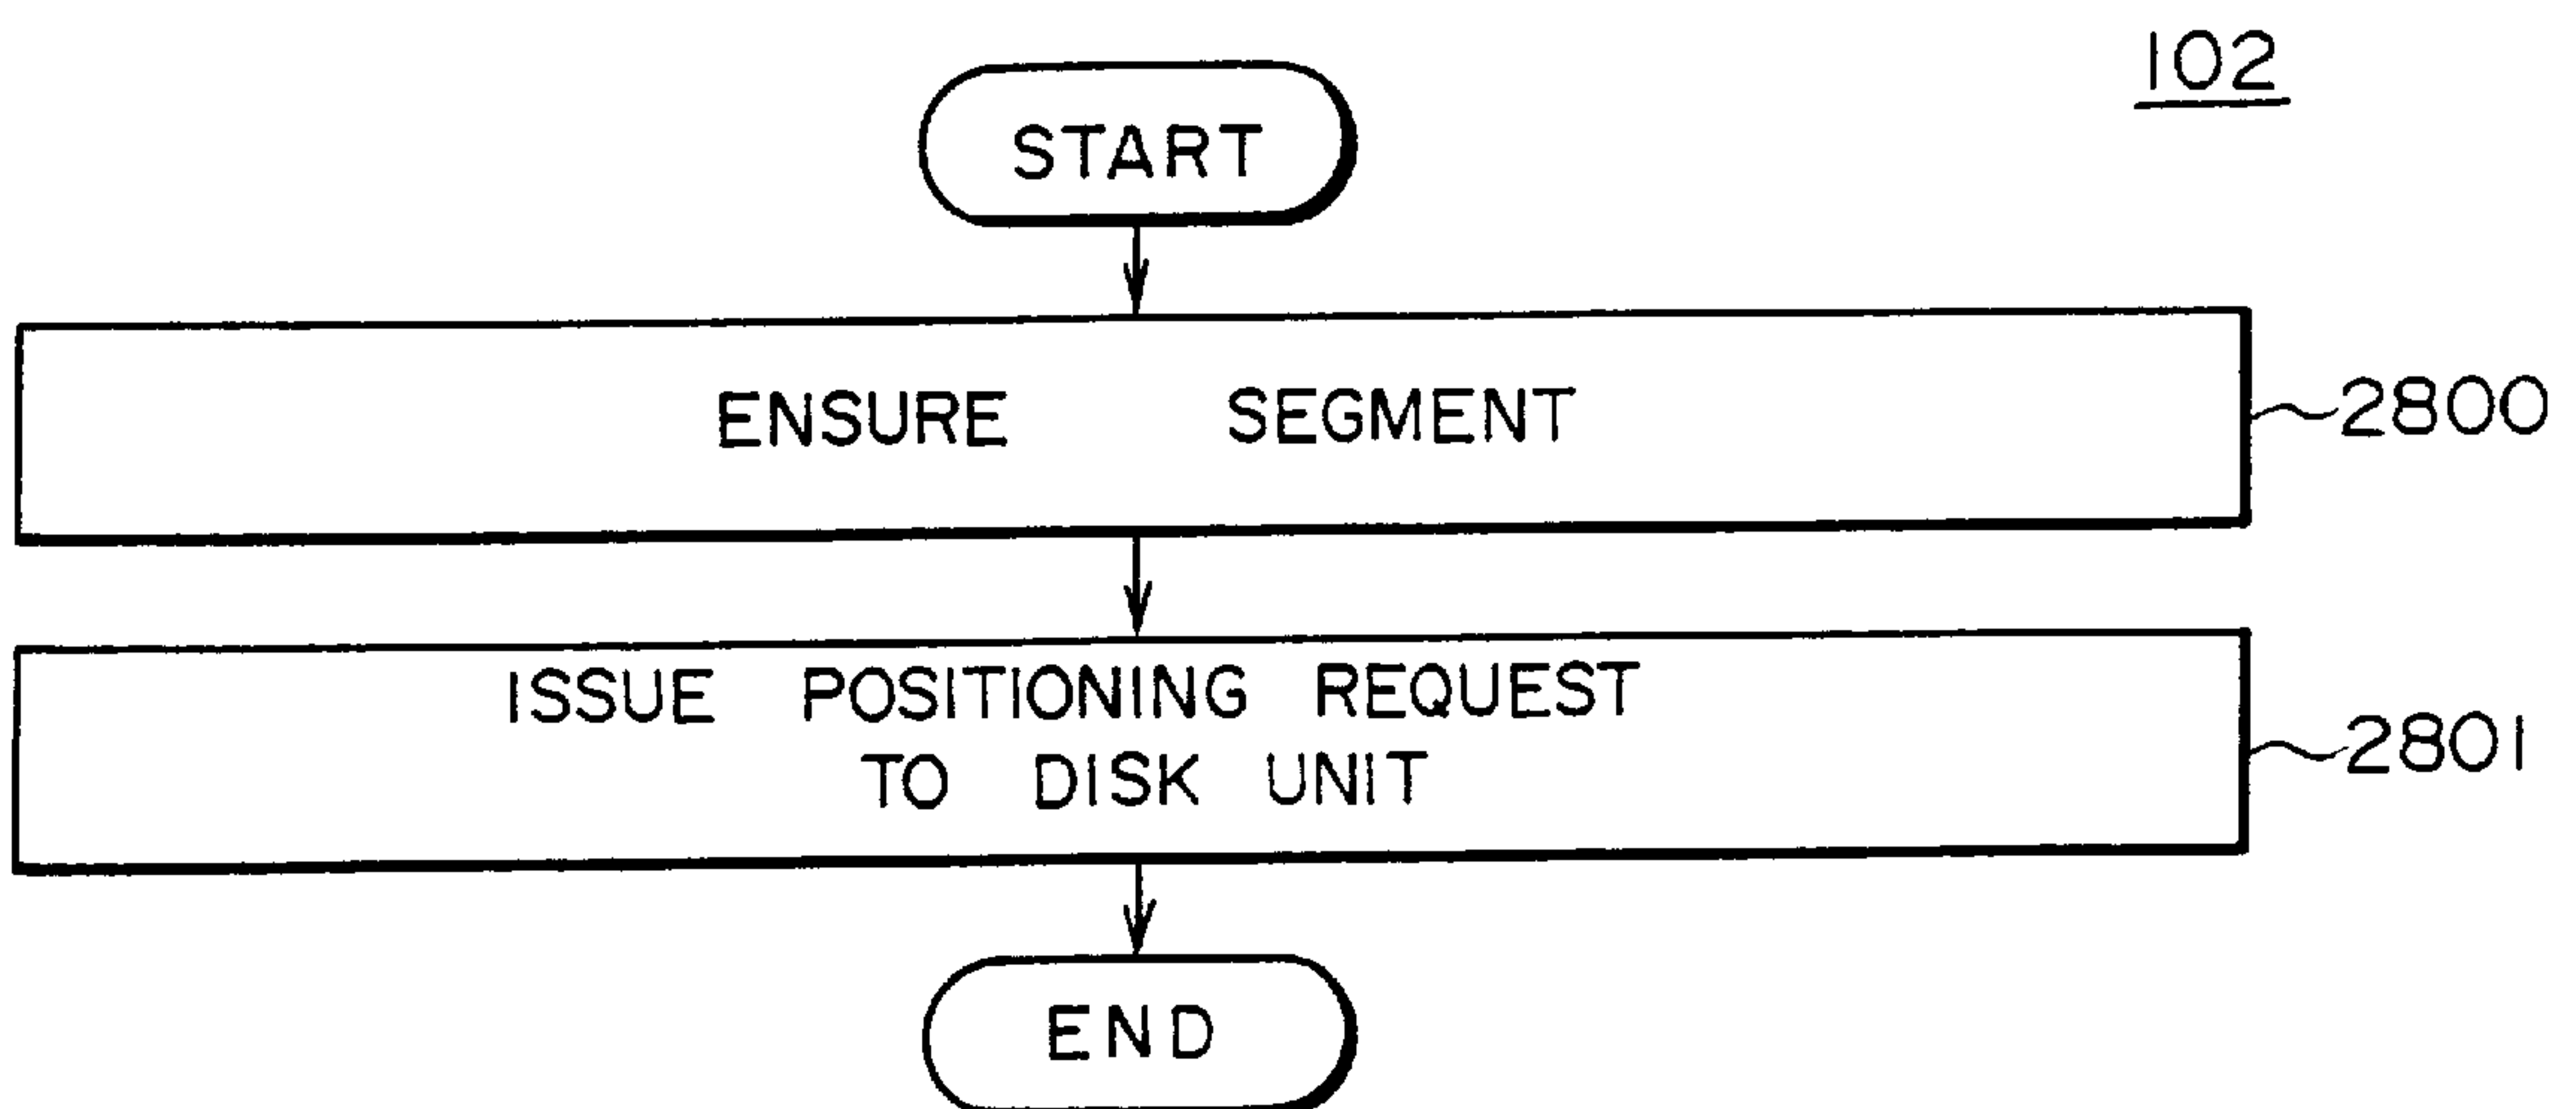 102
START
ENSURE SEGMENT
2800
ISSUE POSITIONING REQUEST
TO DISK UNIT
2801
END